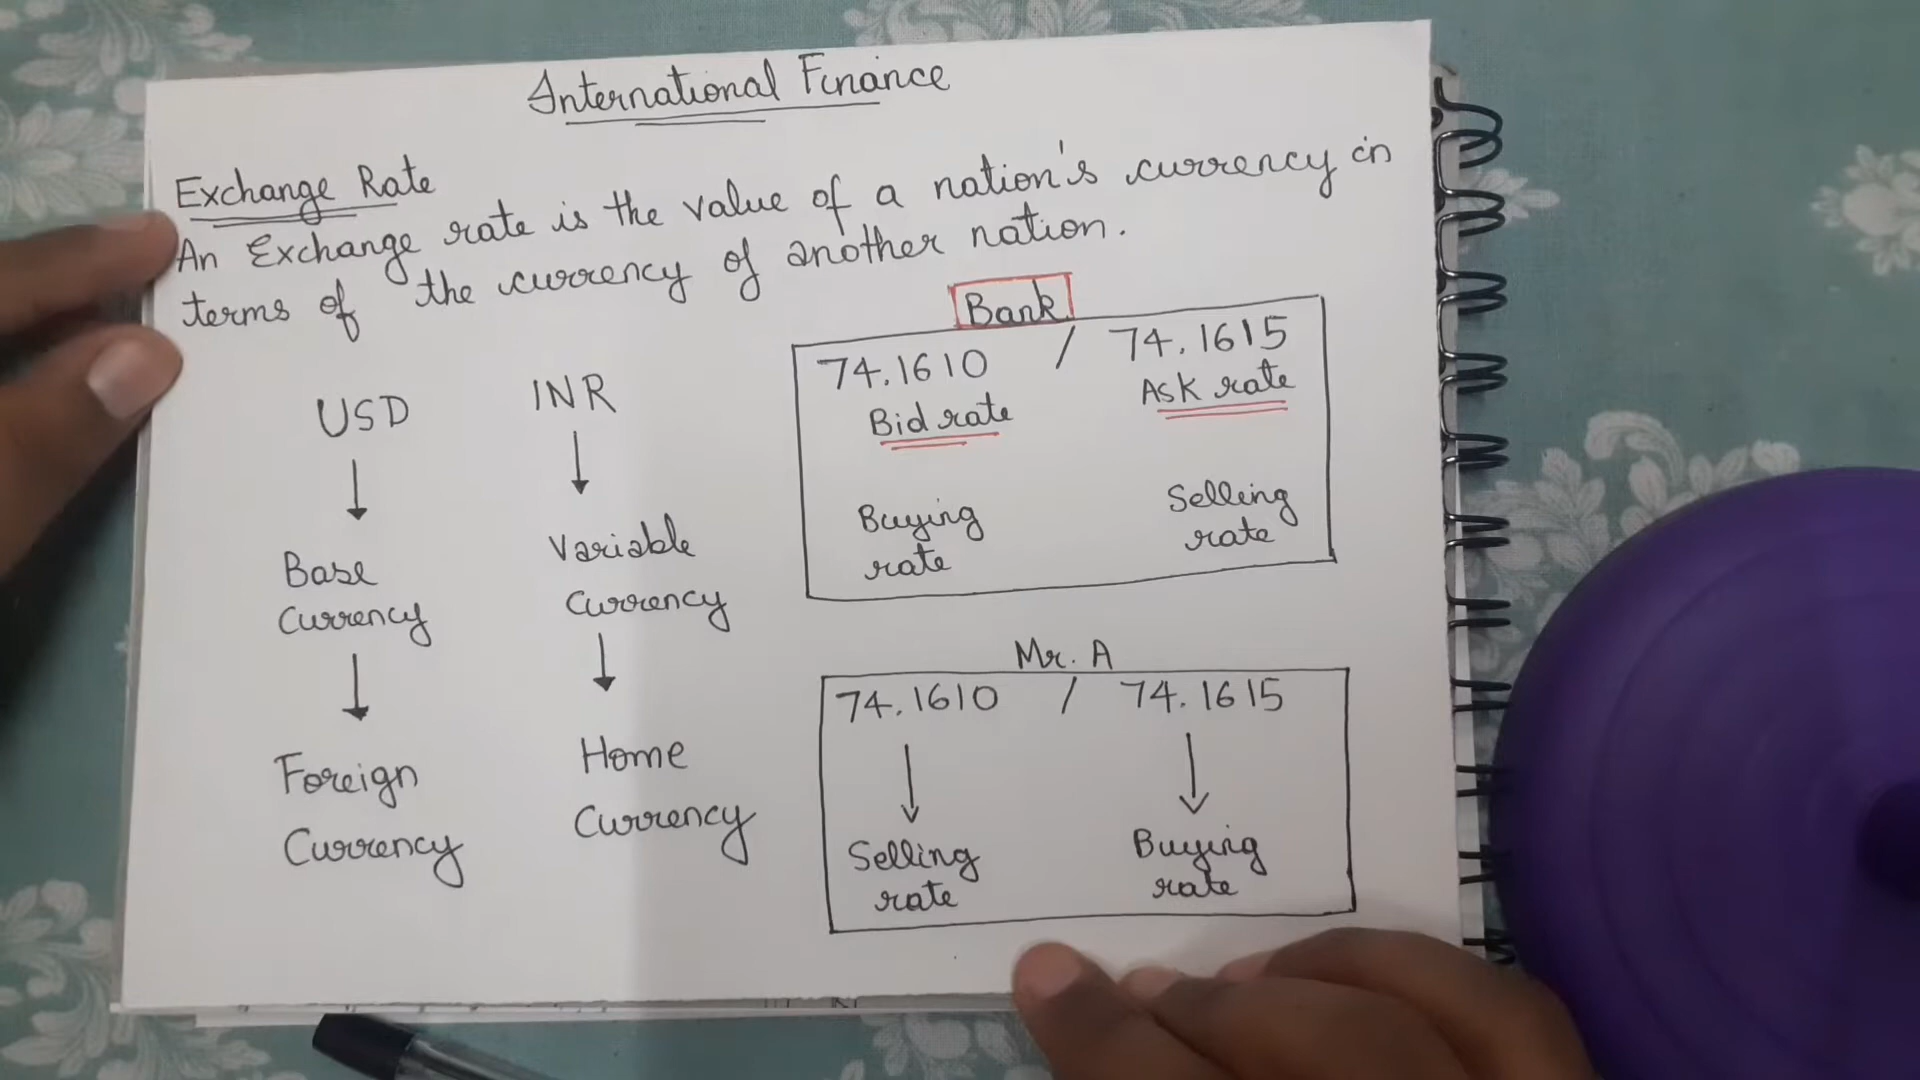 International Finance
Exchange Rate
An Exchange rate is the value of a nation's currency in
terms of the currency of another nation.
USD
INR
Base
Currency
Variable
Currency
Foreign
Currency
Home
Currency
Bank
74.1610 / 74.1615
Bid rate
Ask rate
Buying
rate
Selling
rate
Mr. A
74.1610 / 74.1615
Selling
rate
Buying
rate